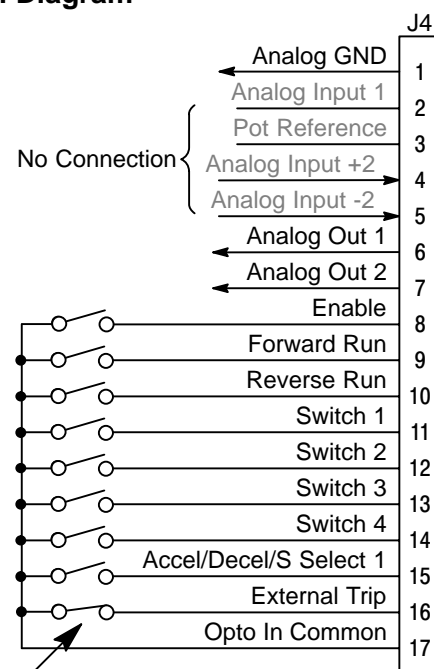 J4
Analog GND 1
Analog Input 1 2
Pot Reference 3
No Connection
Analog Input +2 4
Analog Input -2 5
Analog Out 1 6
Analog Out 2 7
Enable 8
Forward Run 9
Reverse Run 10
Switch 1 11
Switch 2 12
Switch 3 13
Switch 4 14
Accel/Decel/S Select 1 15
External Trip 16
Opto In Common 17